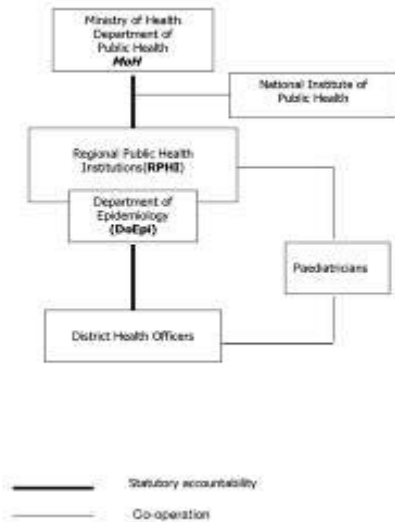 Ministry of Health
Department of
Public Health
MoH
National Institute of
Public Health
Regional Public Health
Institutions(RPHI)
Department of
Epidemiology
(DoEpi)
Paediatricians
District Health Officers
Statutory accountability
Co-operation